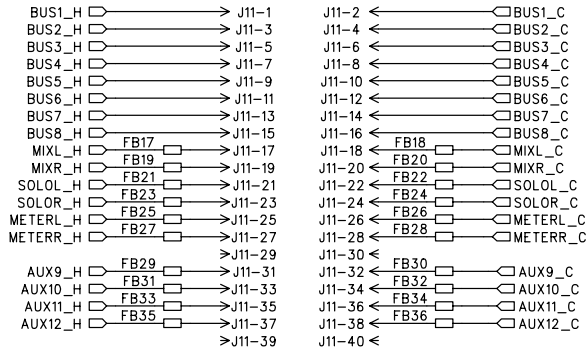 BUS1_H J11-1 J11-2 BUS1_C
BUS2_H J11-3 J11-4 BUS2_C
BUS3_H J11-5 J11-6 BUS3_C
BUS4_H J11-7 J11-8 BUS4_C
BUS5_H J11-9 J11-10 BUS5_C
BUS6_H J11-11 J11-12 BUS6_C
BUS7_H J11-13 J11-14 BUS7_C
BUS8_H J11-15 J11-16 BUS8_C
MIXL_H FB17 J11-17 J11-18 FB18 MIXL_C
MIXR_H FB19 J11-19 J11-20 FB20 MIXR_C
SOLOL_H FB21 J11-21 J11-22 FB22 SOLOL_C
SOLOR_H FB23 J11-23 J11-24 FB24 SOLOR_C
METERL_H FB25 J11-25 J11-26 FB26 METERL_C
METERR_H FB27 J11-27 J11-28 FB28 METERR_C
J11-29 J11-30
AUX9_H FB29 J11-31 J11-32 FB30 AUX9_C
AUX10_H FB31 J11-33 J11-34 FB32 AUX10_C
AUX11_H FB33 J11-35 J11-36 FB34 AUX11_C
AUX12_H FB35 J11-37 J11-38 FB36 AUX12_C
J11-39 J11-40